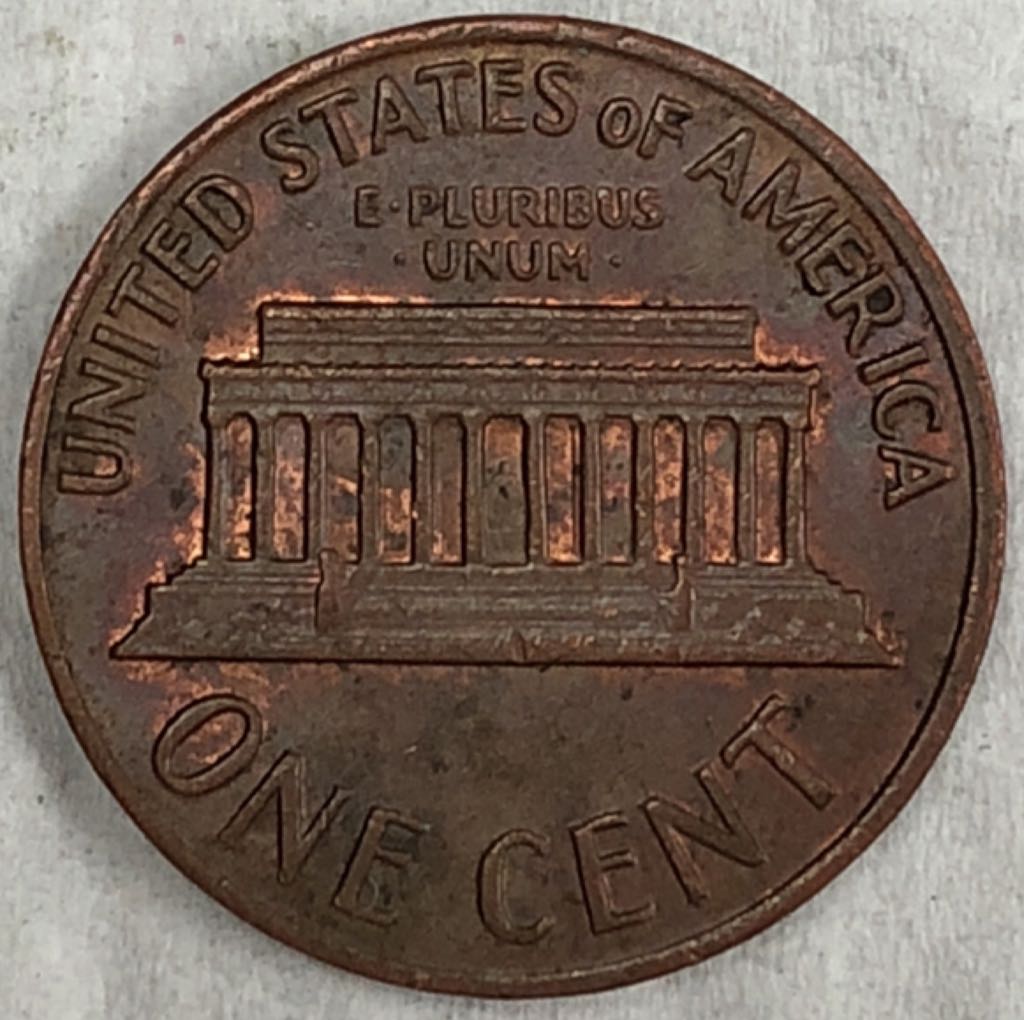 UNITED STATES OF AMERICA
E·PLURIBUS
·UNUM·
ONE CENT